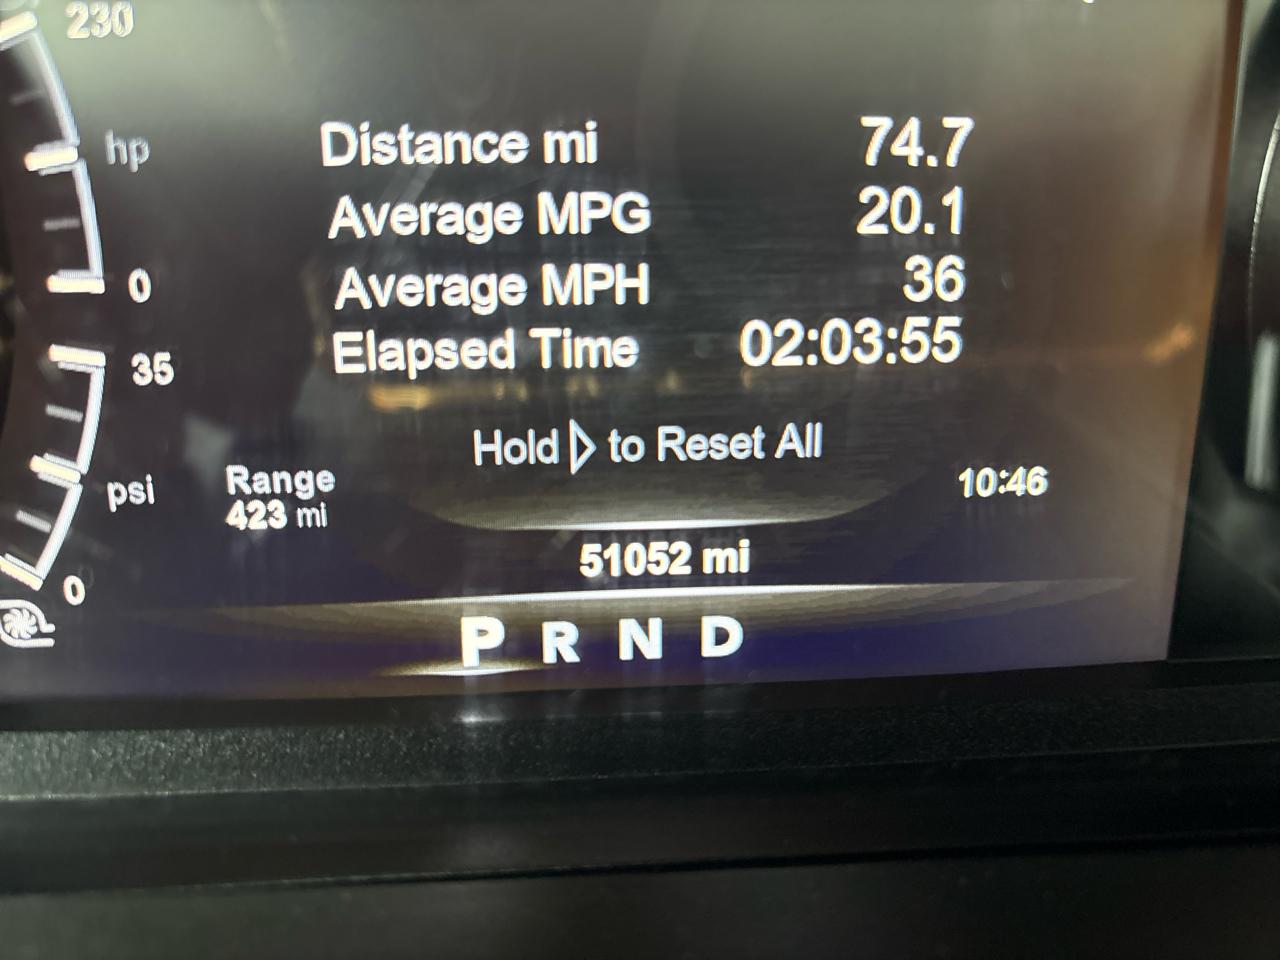 230
hp
0
35
psi
0
Distance mi 74.7
Average MPG 20.1
Average MPH 36
Elapsed Time 02:03:55
Hold ▷ to Reset All
Range
423 mi
10:46
51052 mi
P R N D